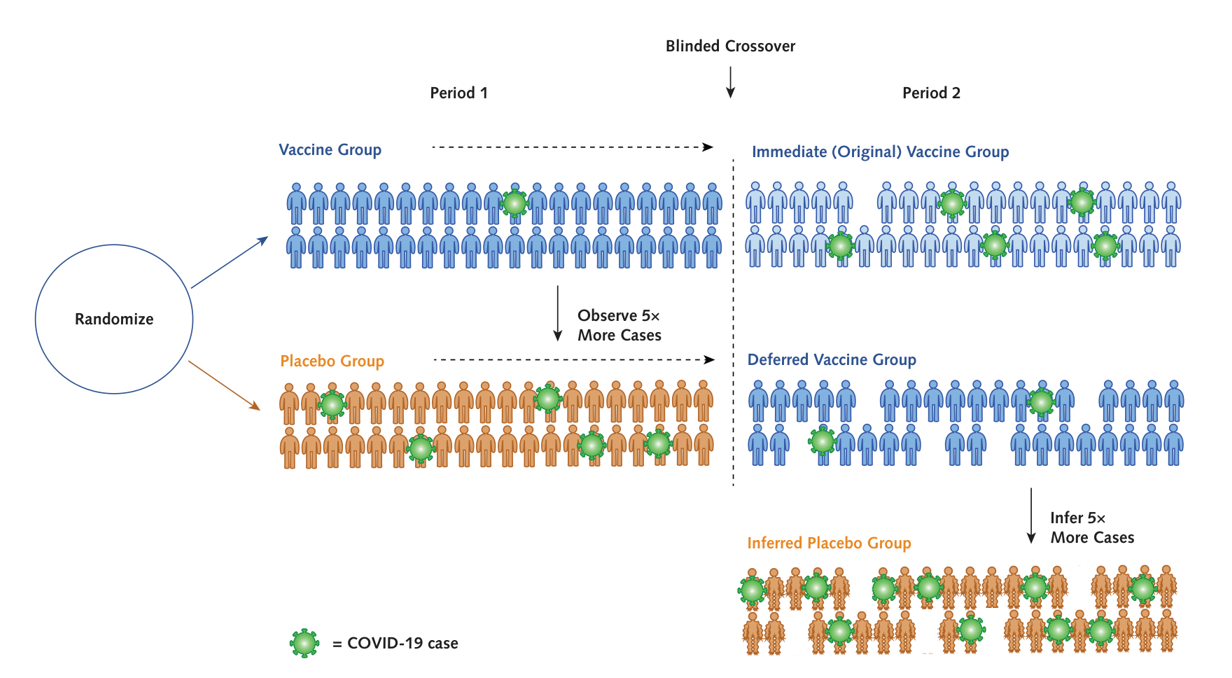 Blinded Crossover
Period 1
Period 2
Vaccine Group
Immediate (Original) Vaccine Group
Randomize
Observe 5×
More Cases
Placebo Group
Deferred Vaccine Group
Infer 5×
More Cases
Inferred Placebo Group
= COVID-19 case